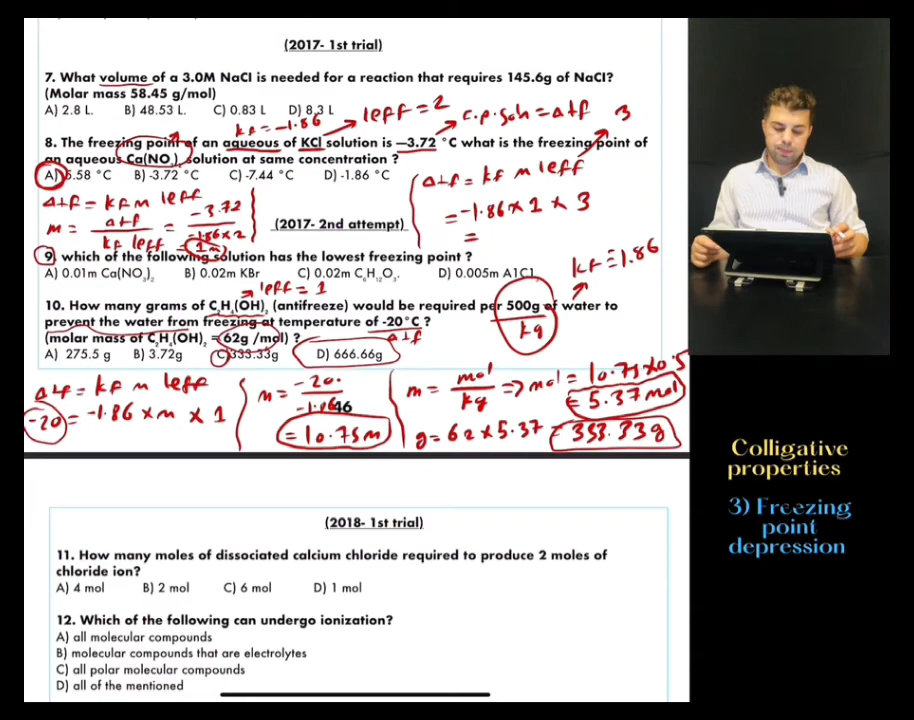 (2017- 1st trial)
7. What volume of a 3.0M NaCl is needed for a reaction that requires 145.6g of NaCl?
(Molar mass 58.45 g/mol)
A) 2.8 L. B) 48.53 L. C) 0.83 L D) 8,3 L
kf = -1.86 → ieff = 2 c.p.soln = Δtf 3
8. The freezing point of an aqueous of KCl solution is -3.72 °C what is the freezing point of
an aqueous Ca(NO3)2 solution at same concentration ?
A) 5.58 °C B) -3.72 °C C) -7.44 °C D) -1.86 °C
Δtf = kf m ieff
m = Δtf / kf ieff = -3.72 / -1.86 x 2 = 1m
Δtf = kf m ieff
= -1.86 x 1 x 3
=
(2017- 2nd attempt)
9. which of the following solution has the lowest freezing point ?
A) 0.01m Ca(NO3)2 B) 0.02m KBr C) 0.02m C6H12O6. D) 0.005m A1Cl
→ ieff = 1
kf = 1.86
10. How many grams of C2H4(OH)2 (antifreeze) would be required per 500g of water to
prevent the water from freezing at temperature of -20°C ?
(molar mass of C2H4(OH)2 = 62g /mol) ?
Δtf
kg
A) 275.5 g B) 3.72g C) 333.33g D) 666.66g
Δtf = kf m ieff
-20 = -1.86 x m x 1
m = -20. / -1.86
46
= 10.75m
m = mol / kg => mol = 10.75 x 0.5
= 5.37 mol
g = 62 x 5.37 = 333.33g
(2018- 1st trial)
11. How many moles of dissociated calcium chloride required to produce 2 moles of
chloride ion?
A) 4 mol B) 2 mol C) 6 mol D) 1 mol
12. Which of the following can undergo ionization?
A) all molecular compounds
B) molecular compounds that are electrolytes
C) all polar molecular compounds
D) all of the mentioned
Colligative
properties
3) Freezing
point
depression